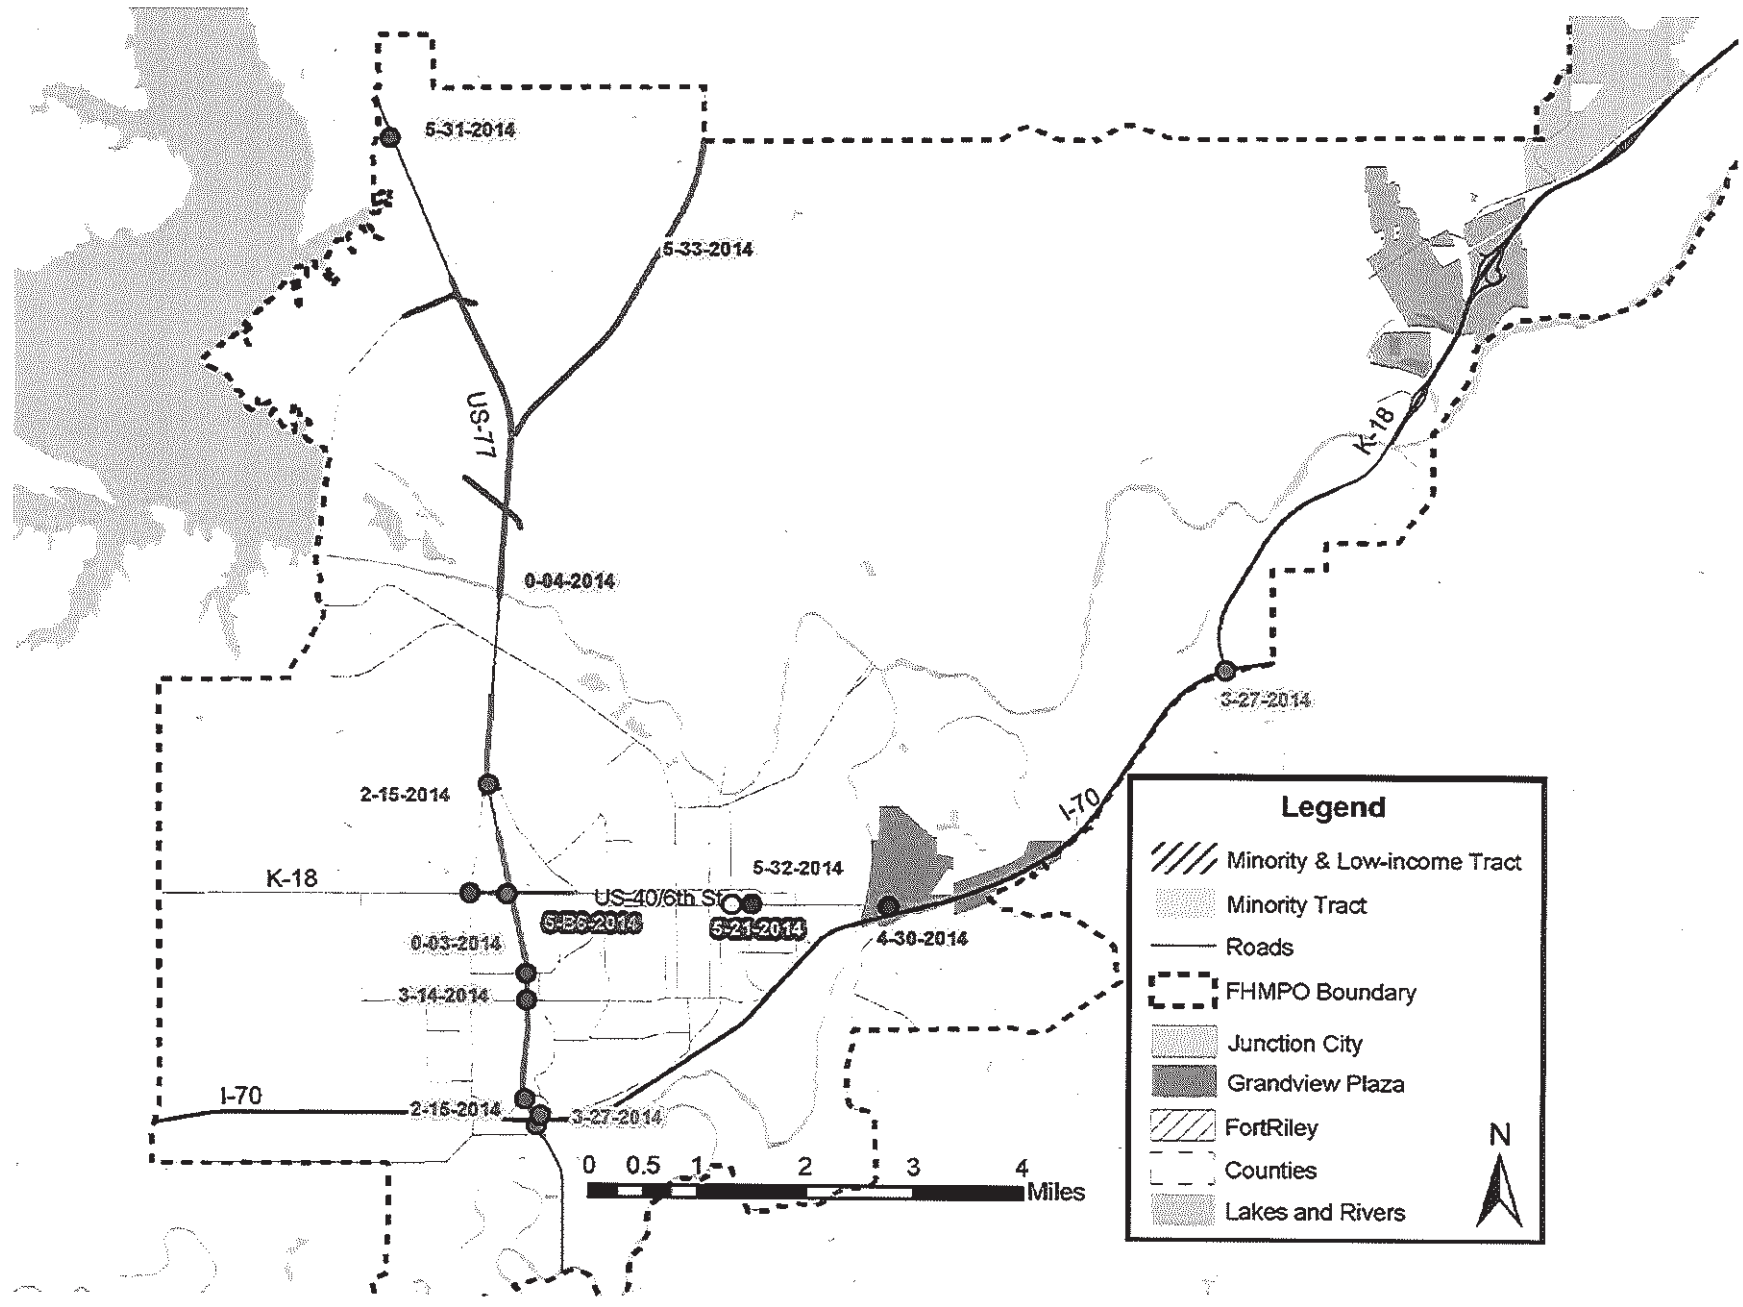 5-31-2014
5-33-2014
US-77
K-18
0-04-2014
3-27-2014
2-15-2014
I-70
5-32-2014
K-18
US-40/6th St
5-B6-2014
5-21-2014
0-03-2014
4-30-2014
3-14-2014
I-70
2-15-2014
3-27-2014
0 0.5 1 2 3 4
Miles
Legend
Minority & Low-income Tract
Minority Tract
Roads
FHMPO Boundary
Junction City
Grandview Plaza
FortRiley
Counties
Lakes and Rivers
N